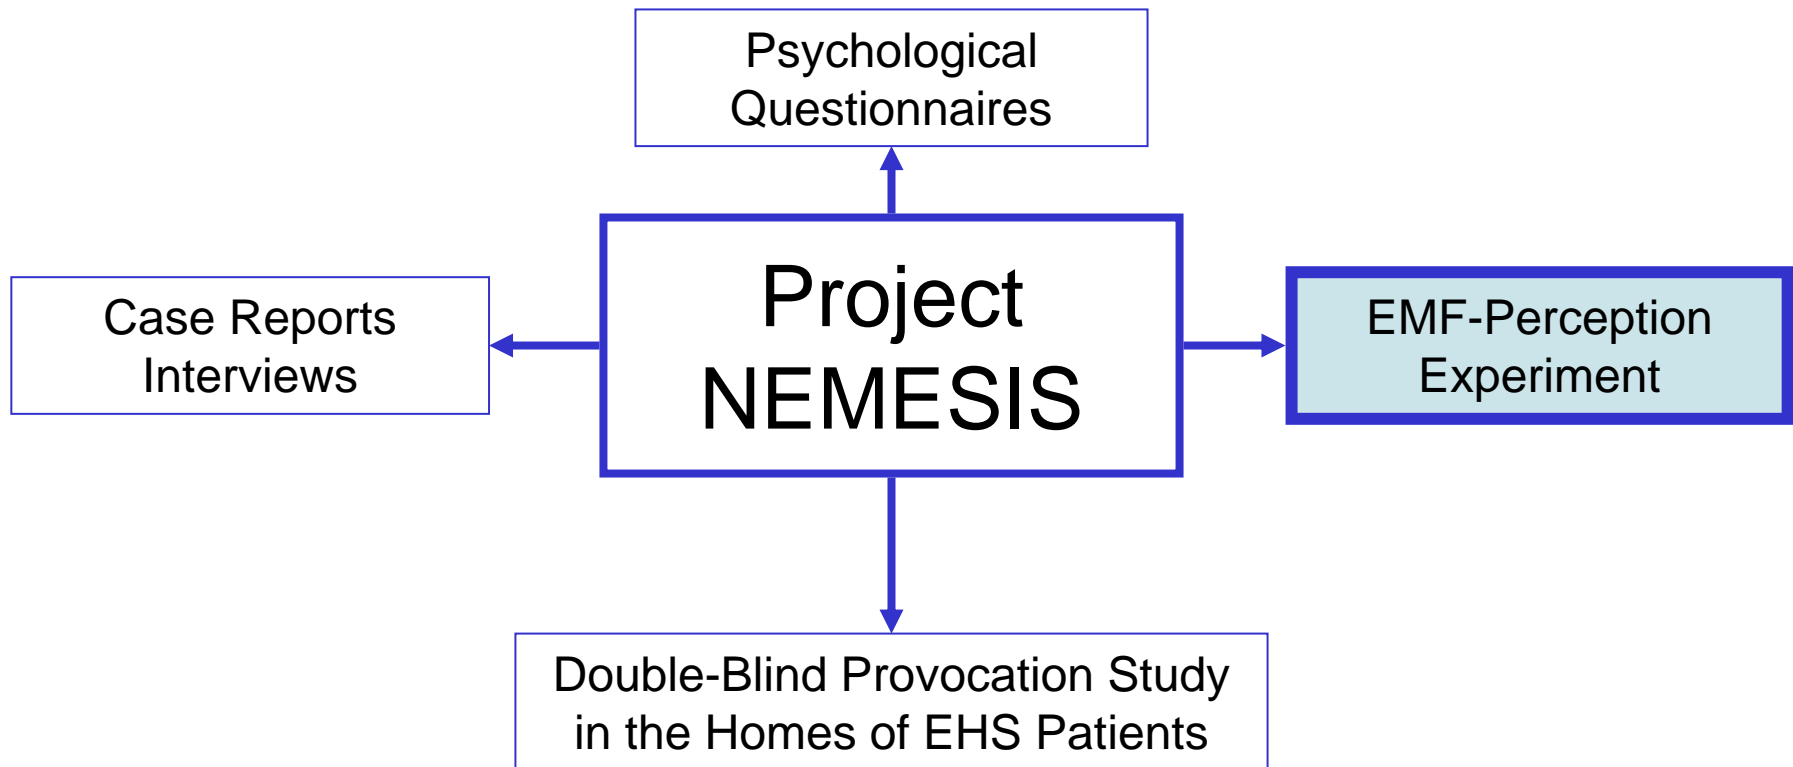 Psychological
Questionnaires
Case Reports
Interviews
Project
NEMESIS
EMF-Perception
Experiment
Double-Blind Provocation Study
in the Homes of EHS Patients